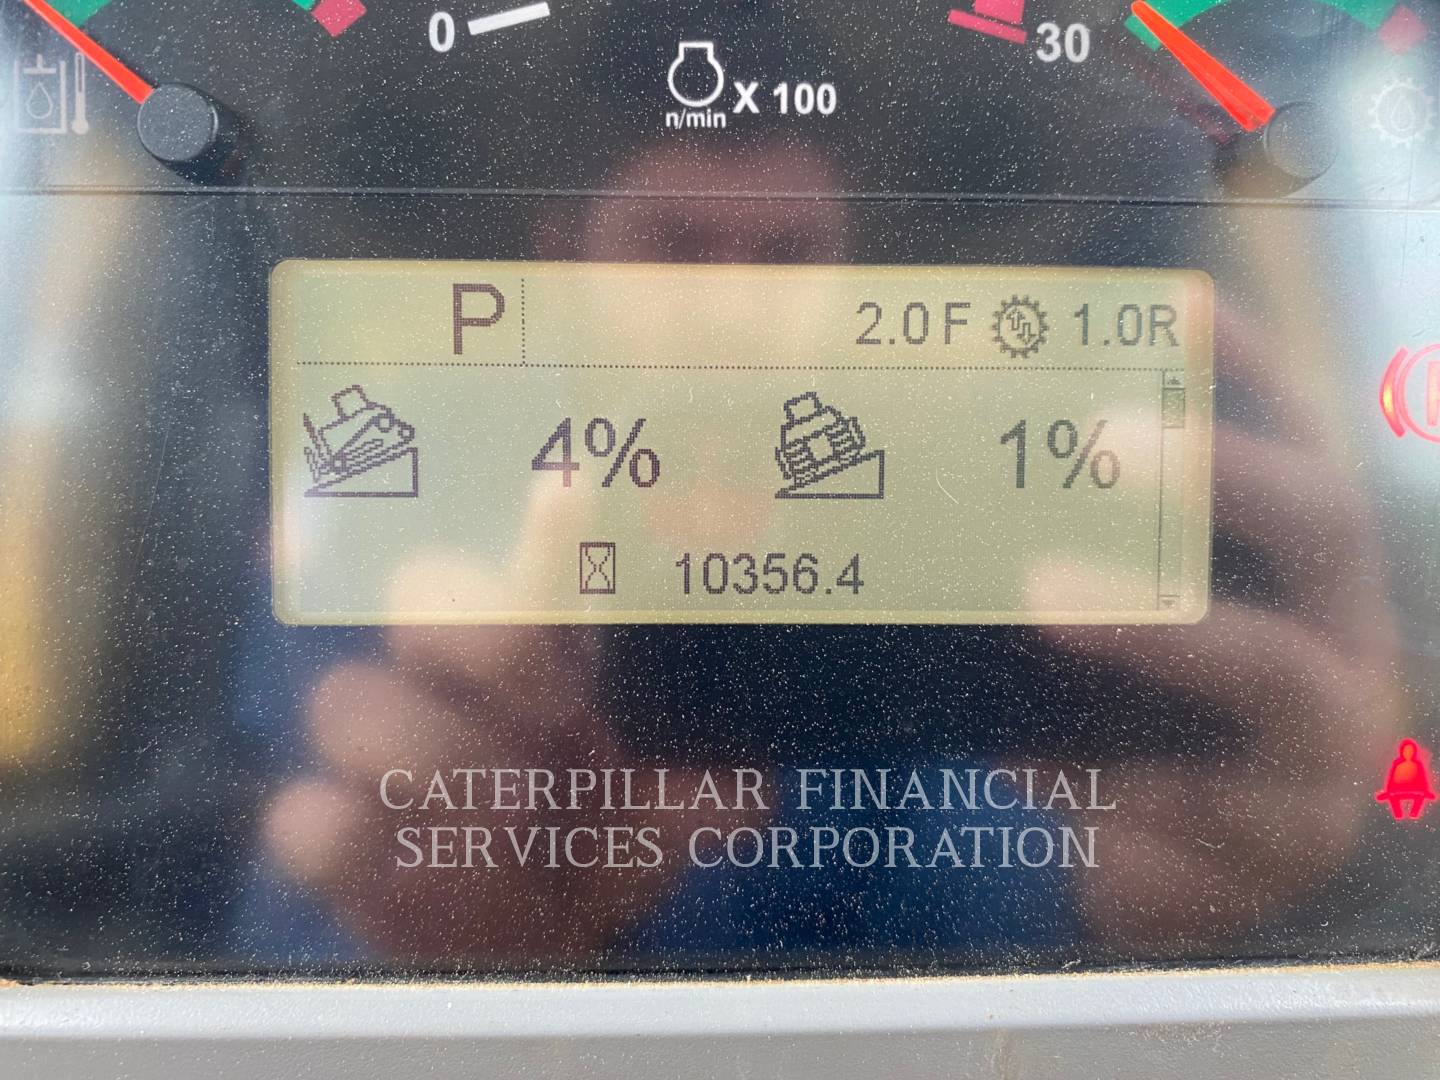 0
30
X 100
n/min
P
2.0F 1.0R
4% 1%
10356.4
CATERPILLAR FINANCIAL
SERVICES CORPORATION